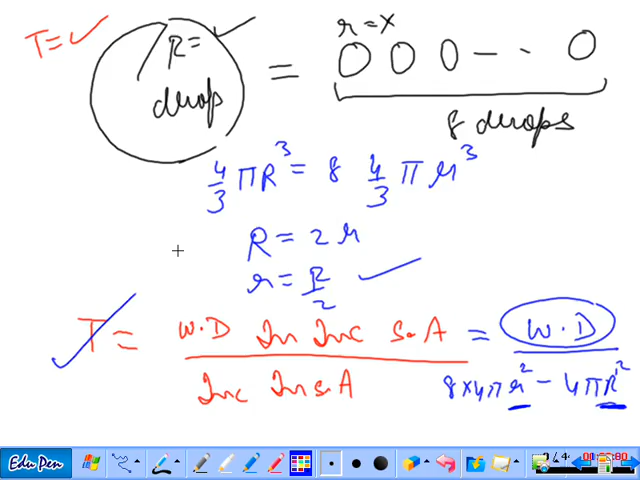 T = ✓
R = ✓
drop
=
r = x
8 drops
4/3 πR³ = 8 4/3 π r³
R = 2r
r = R/2 ✓
T = W.D In Inc S.A / Inc In S.A = W.D / 8×4πr² − 4πR²
Edu Pen